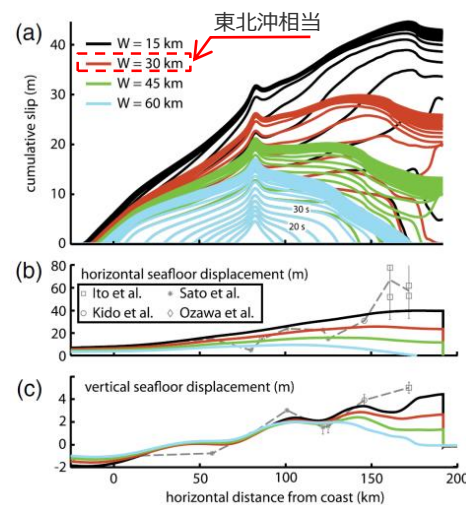 東北沖相当
(a)
40
30
20
10
0
cumulative slip (m)
W = 15 km
W = 30 km
W = 45 km
W = 60 km
30 s
20 s
(b)
80
60
40
20
0
horizontal seafloor displacement (m)
Ito et al.
Sato et al.
Kido et al.
Ozawa et al.
(c)
vertical seafloor displacement (m)
4
2
0
-2
0
50
100
150
200
horizontal distance from coast (km)